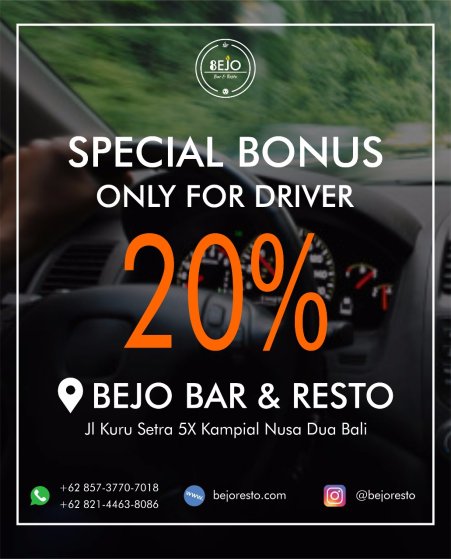 BEJO
Bar & Resto
SPECIAL BONUS
ONLY FOR DRIVER
20%
BEJO BAR & RESTO
Jl Kuru Setra 5X Kampial Nusa Dua Bali
+62 857-3770-7018
+62 821-4463-8086
www
bejoresto.com
@bejoresto